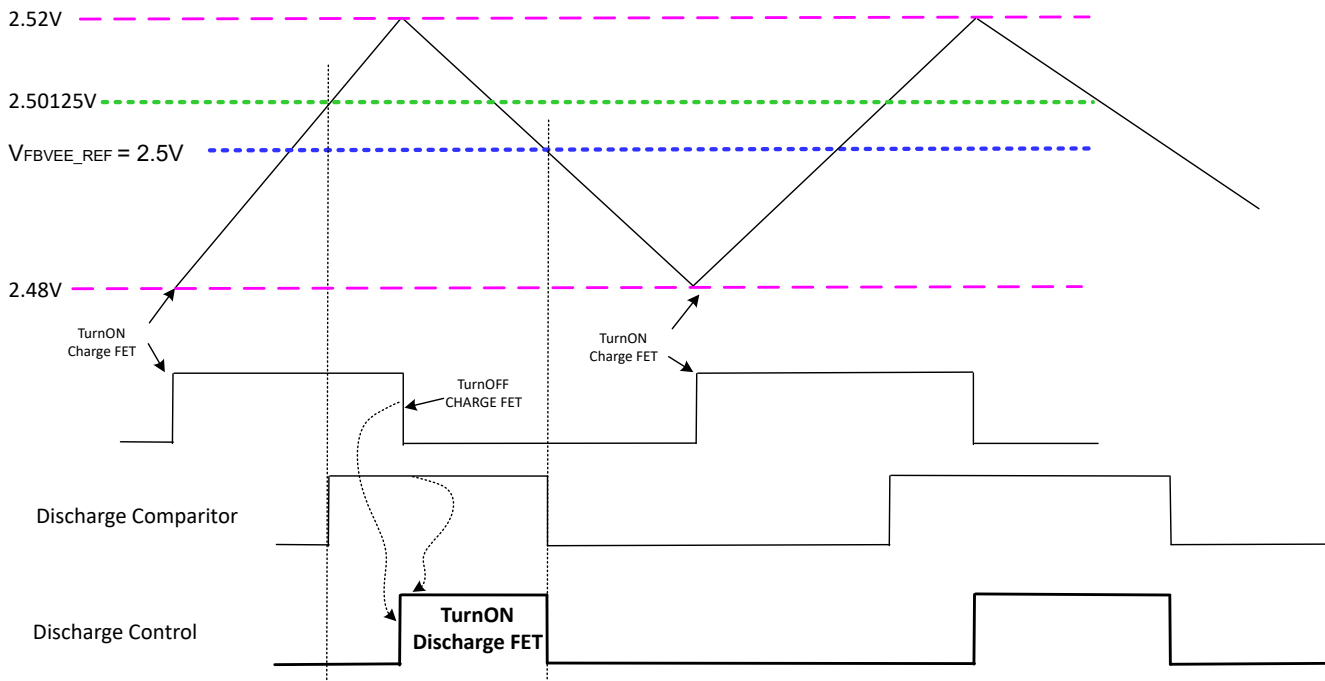 2.52V
2.50125V
VFBVEE_REF = 2.5V
2.48V
TurnON
Charge FET
TurnON
Charge FET
TurnOFF
CHARGE FET
Discharge Comparitor
Discharge Control
TurnON
Discharge FET